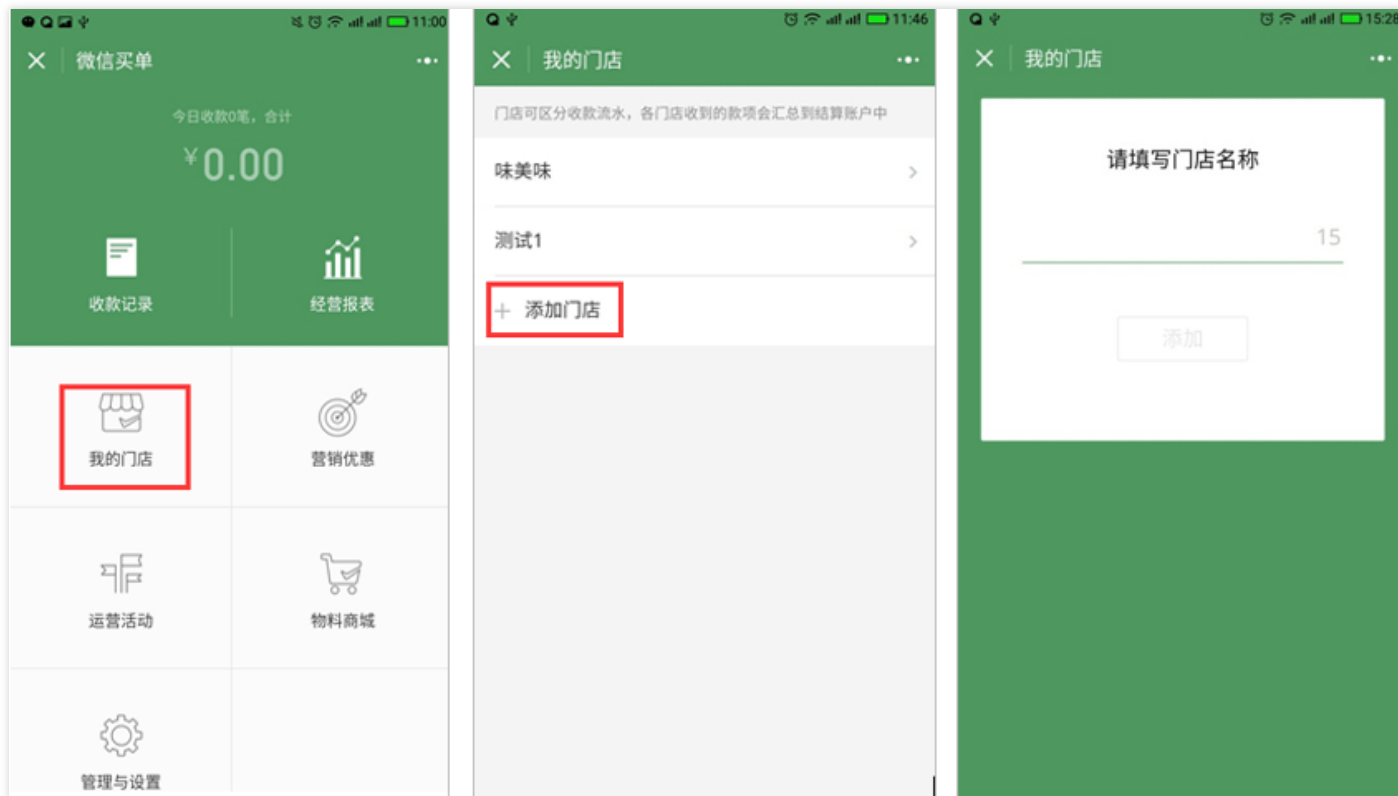 11:00
微信买单
今日收款0笔，合计
¥0.00
收款记录
经营报表
我的门店
营销优惠
运营活动
物料商城
管理与设置
11:46
我的门店
门店可区分收款流水，各门店收到的款项会汇总到结算账户中
味美味
测试1
+ 添加门店
15:28
我的门店
请填写门店名称
15
添加